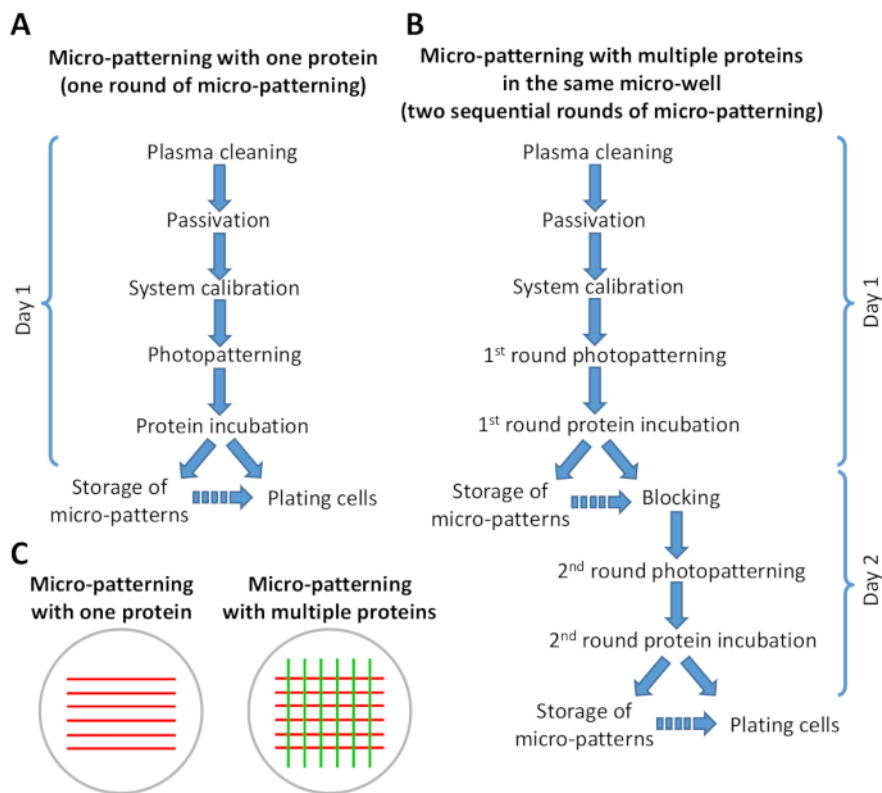 A
Micro-patterning with one protein
(one round of micro-patterning)
Day 1
Plasma cleaning
Passivation
System calibration
Photopatterning
Protein incubation
Storage of
micro-patterns
Plating cells
B
Micro-patterning with multiple proteins
in the same micro-well
(two sequential rounds of micro-patterning)
Plasma cleaning
Passivation
System calibration
1st round photopatterning
1st round protein incubation
Day 1
Storage of
micro-patterns
Blocking
2nd round photopatterning
2nd round protein incubation
Day 2
Storage of
micro-patterns
Plating cells
C
Micro-patterning
with one protein
Micro-patterning
with multiple proteins